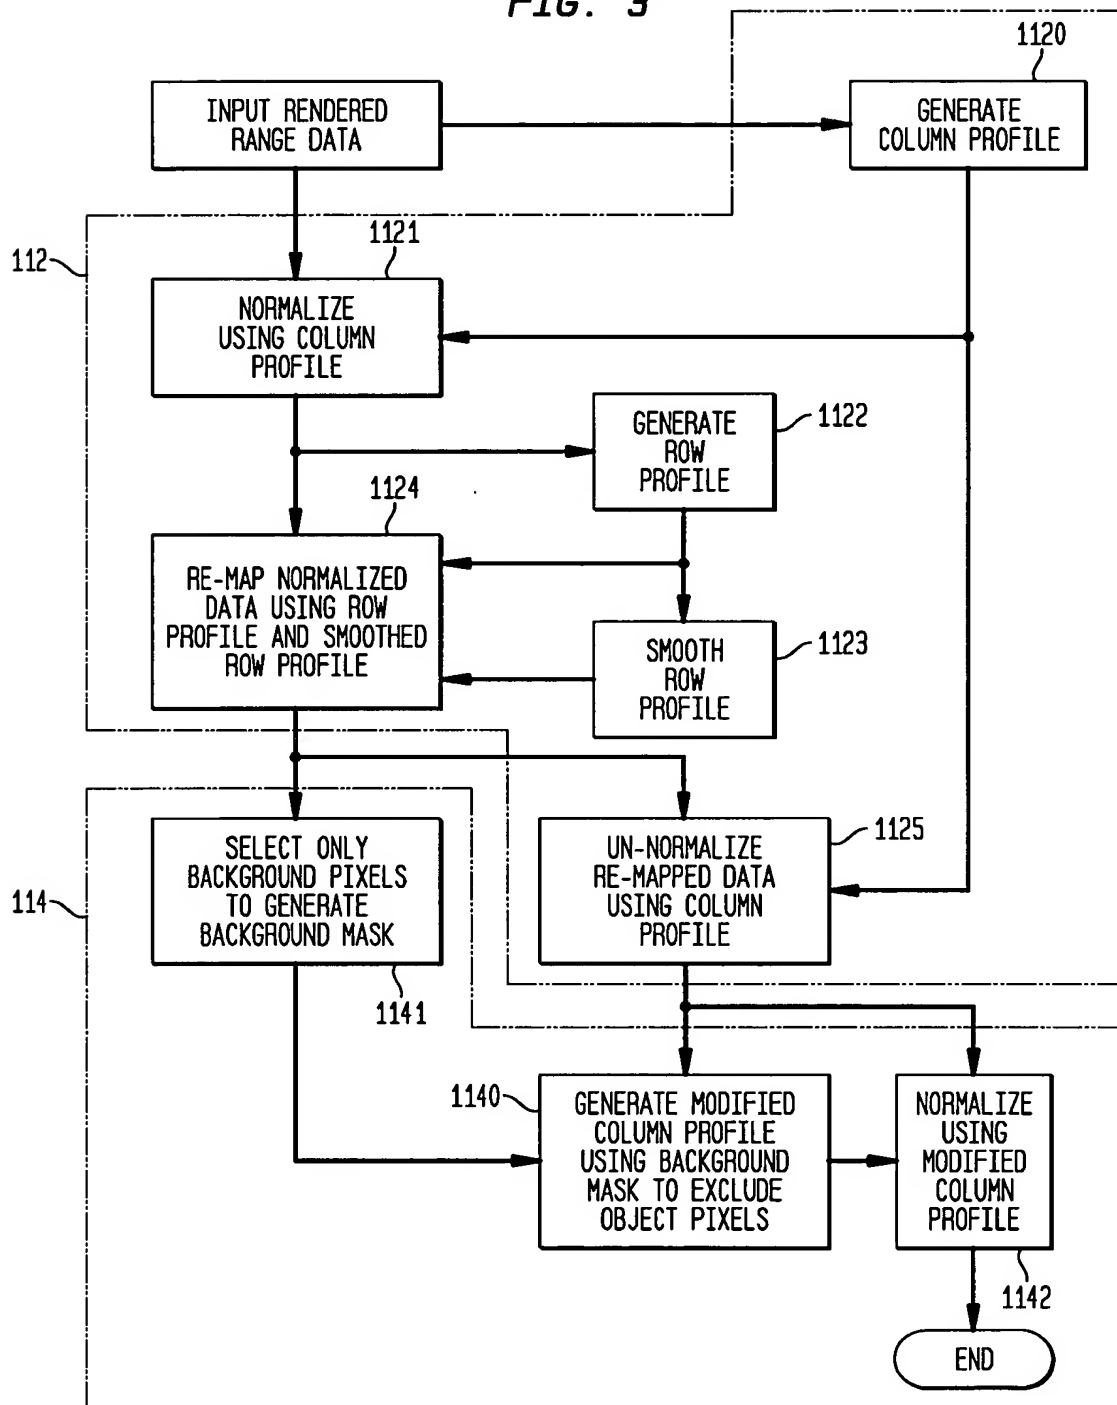 FIG. 3
1120
INPUT RENDERED
RANGE DATA
GENERATE
COLUMN PROFILE
112
1121
NORMALIZE
USING COLUMN
PROFILE
GENERATE
ROW
PROFILE
1122
1124
RE-MAP NORMALIZED
DATA USING ROW
PROFILE AND SMOOTHED
ROW PROFILE
SMOOTH
ROW
PROFILE
1123
114
SELECT ONLY
BACKGROUND PIXELS
TO GENERATE
BACKGROUND MASK
1141
UN-NORMALIZE
RE-MAPPED DATA
USING COLUMN
PROFILE
1125
1140
GENERATE MODIFIED
COLUMN PROFILE
USING BACKGROUND
MASK TO EXCLUDE
OBJECT PIXELS
NORMALIZE
USING
MODIFIED
COLUMN
PROFILE
1142
END